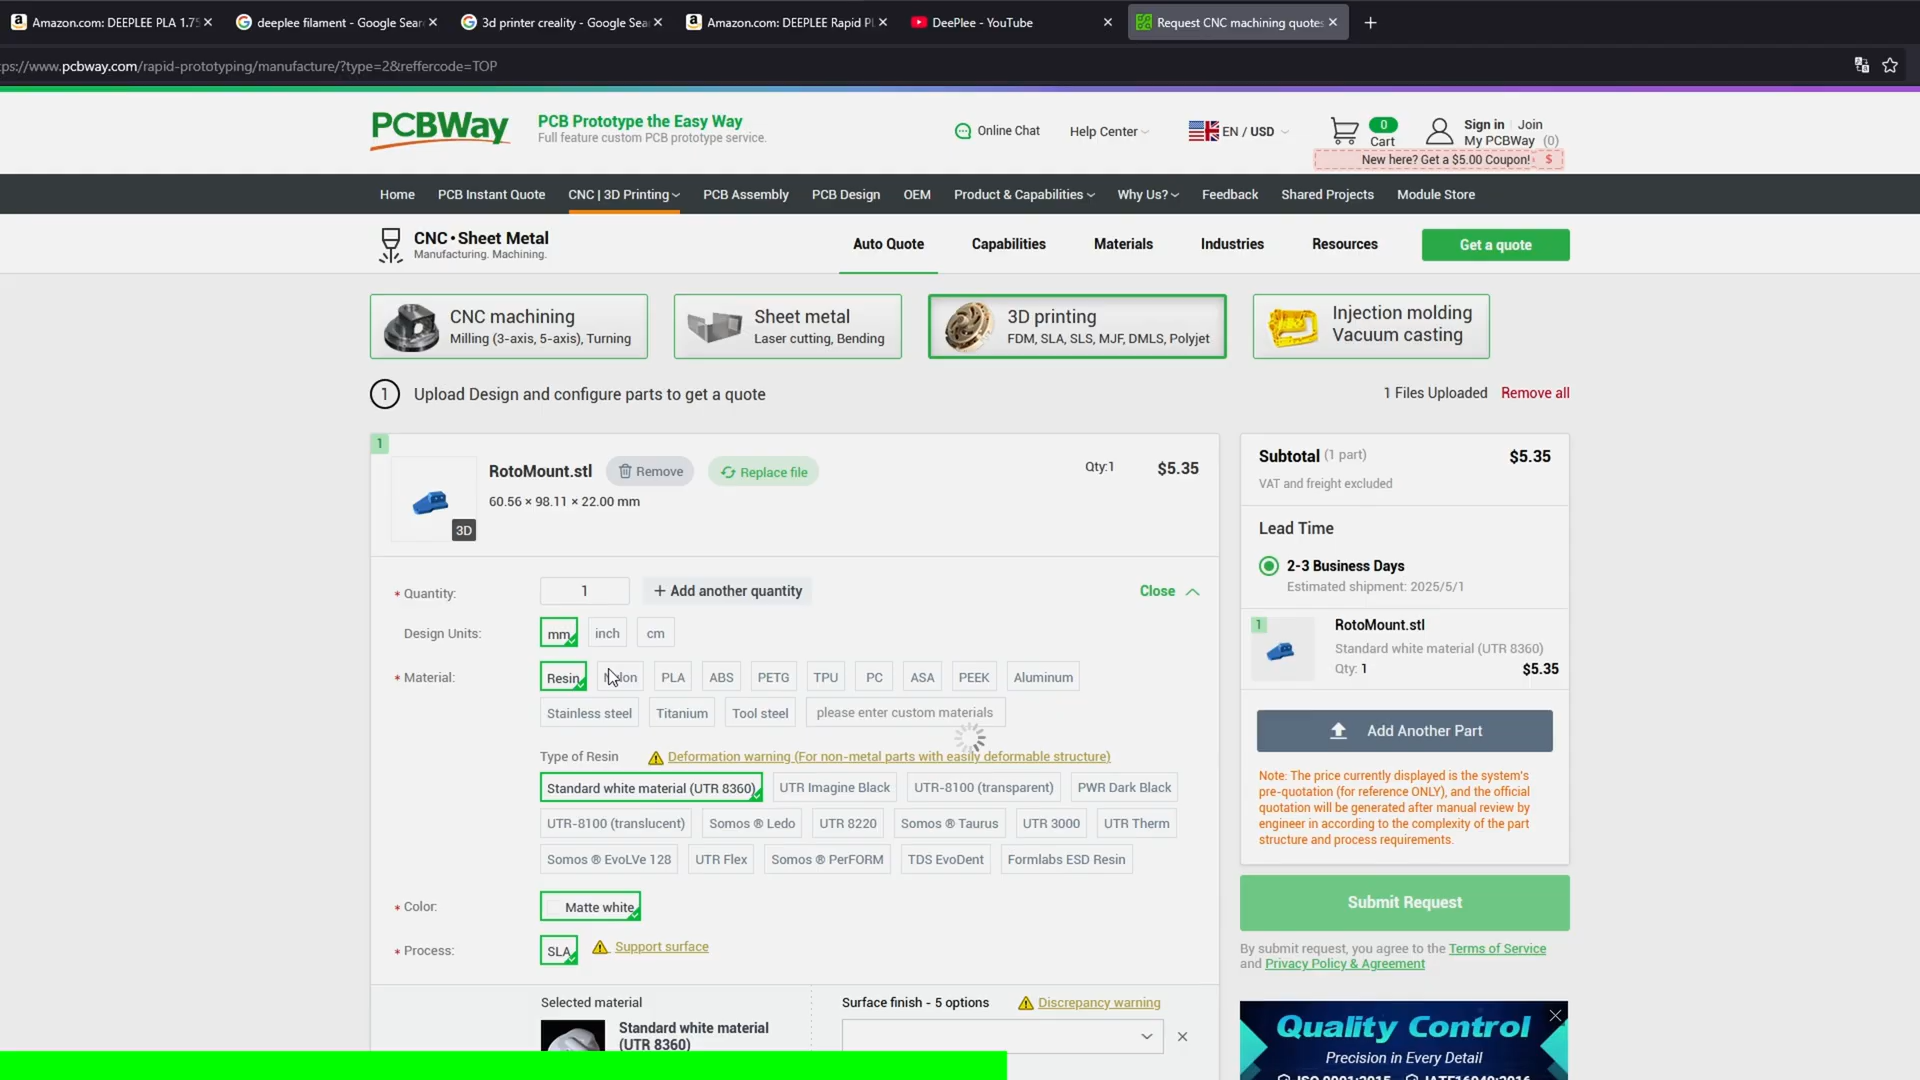 Amazon.com: DEEPLEE PLA 1.75
deeplee filament - Google Sear
3d printer creality - Google Sea
Amazon.com: DEEPLEE Rapid PL
DeePlee - YouTube
Request CNC machining quotes
ps://www.pcbway.com/rapid-prototyping/manufacture/?type=2&reffercode=TOP
PCBWay
PCB Prototype the Easy Way
Full feature custom PCB prototype service.
Online Chat
Help Center
EN / USD
0
Cart
Sign in | Join
My PCBWay (0)
New here? Get a $5.00 Coupon! $
Home
PCB Instant Quote
CNC | 3D Printing
PCB Assembly
PCB Design
OEM
Product & Capabilities
Why Us?
Feedback
Shared Projects
Module Store
CNC•Sheet Metal
Manufacturing. Machining.
Auto Quote
Capabilities
Materials
Industries
Resources
Get a quote
CNC machining
Milling (3-axis, 5-axis), Turning
Sheet metal
Laser cutting, Bending
3D printing
FDM, SLA, SLS, MJF, DMLS, Polyjet
Injection molding
Vacuum casting
1 Upload Design and configure parts to get a quote
1 Files Uploaded Remove all
1
RotoMount.stl
Remove
Replace file
Qty:1
$5.35
60.56 × 98.11 × 22.00 mm
3D
* Quantity:
1
+ Add another quantity
Close
Design Units:
mm
inch
cm
* Material:
Resin
PLA
ABS
PETG
TPU
PC
ASA
PEEK
Aluminum
Stainless steel
Titanium
Tool steel
please enter custom materials
Type of Resin
Deformation warning (For non-metal parts with easily deformable structure)
Standard white material (UTR 8360)
UTR Imagine Black
UTR-8100 (transparent)
PWR Dark Black
UTR-8100 (translucent)
Somos ® Ledo
UTR 8220
Somos ® Taurus
UTR 3000
UTR Therm
Somos ® EvoLVe 128
UTR Flex
Somos ® PerFORM
TDS EvoDent
Formlabs ESD Resin
* Color:
Matte white
* Process:
SLA
Support surface
Selected material
Standard white material
(UTR 8360)
Surface finish - 5 options
Discrepancy warning
Subtotal (1 part)
$5.35
VAT and freight excluded
Lead Time
2-3 Business Days
Estimated shipment: 2025/5/1
1
RotoMount.stl
Standard white material (UTR 8360)
Qty: 1
$5.35
Add Another Part
Note: The price currently displayed is the system's
pre-quotation (for reference ONLY), and the official
quotation will be generated after manual review by
engineer in according to the complexity of the part
structure and process requirements.
Submit Request
By submit request, you agree to the Terms of Service
and Privacy Policy & Agreement
Quality Control
Precision in Every Detail